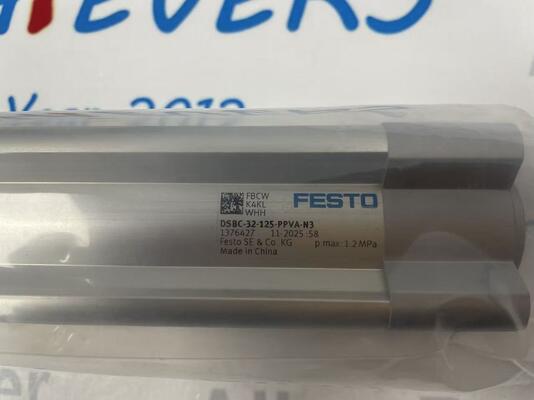 FBCW
K4KL
WHH
FESTO
DSBC-32-125-PPVA-N3
1376427 11-2025:58
Festo SE & Co. KG p max: 1.2 MPa
Made in China